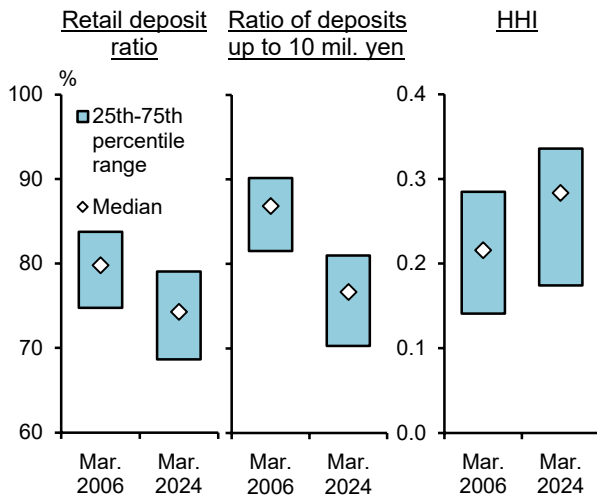 Retail deposit
ratio
Ratio of deposits
up to 10 mil. yen
HHI
%
100
90
80
70
60
25th-75th
percentile
range
Median
0.4
0.3
0.2
0.1
0.0
Mar.
2006
Mar.
2024
Mar.
2006
Mar.
2024
Mar.
2006
Mar.
2024